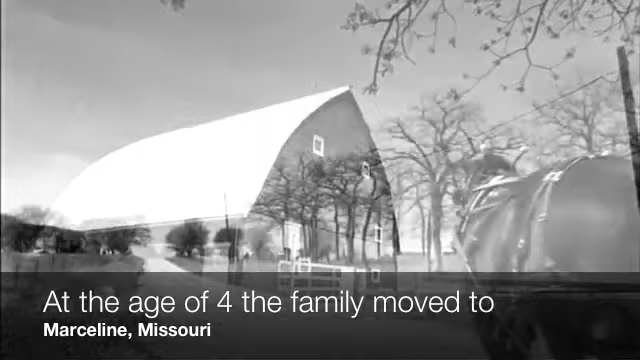 At the age of 4 the family moved to
Marceline, Missouri